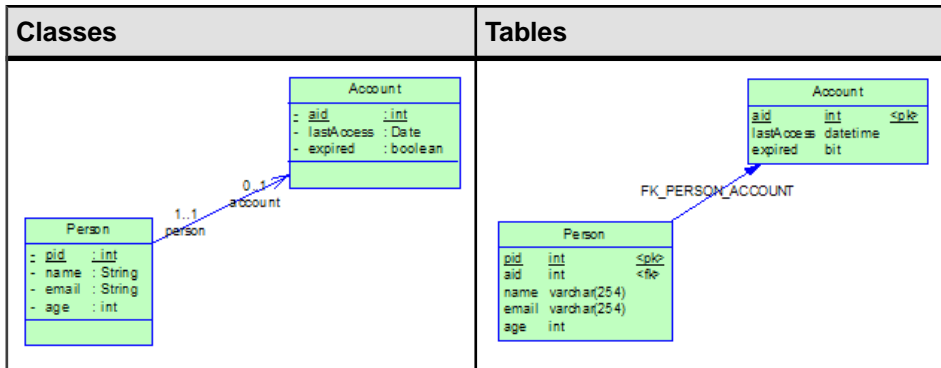 Classes
Tables
Account
- aid : int
- lastAccess : Date
- expired : boolean
0..1
account
1..1
person
Person
- pid : int
- name : String
- email : String
- age : int
Account
aid int <pk>
lastAccess datetime
expired bit
FK_PERSON_ACCOUNT
Person
pid int <pk>
aid int <fk>
name varchar(254)
email varchar(254)
age int